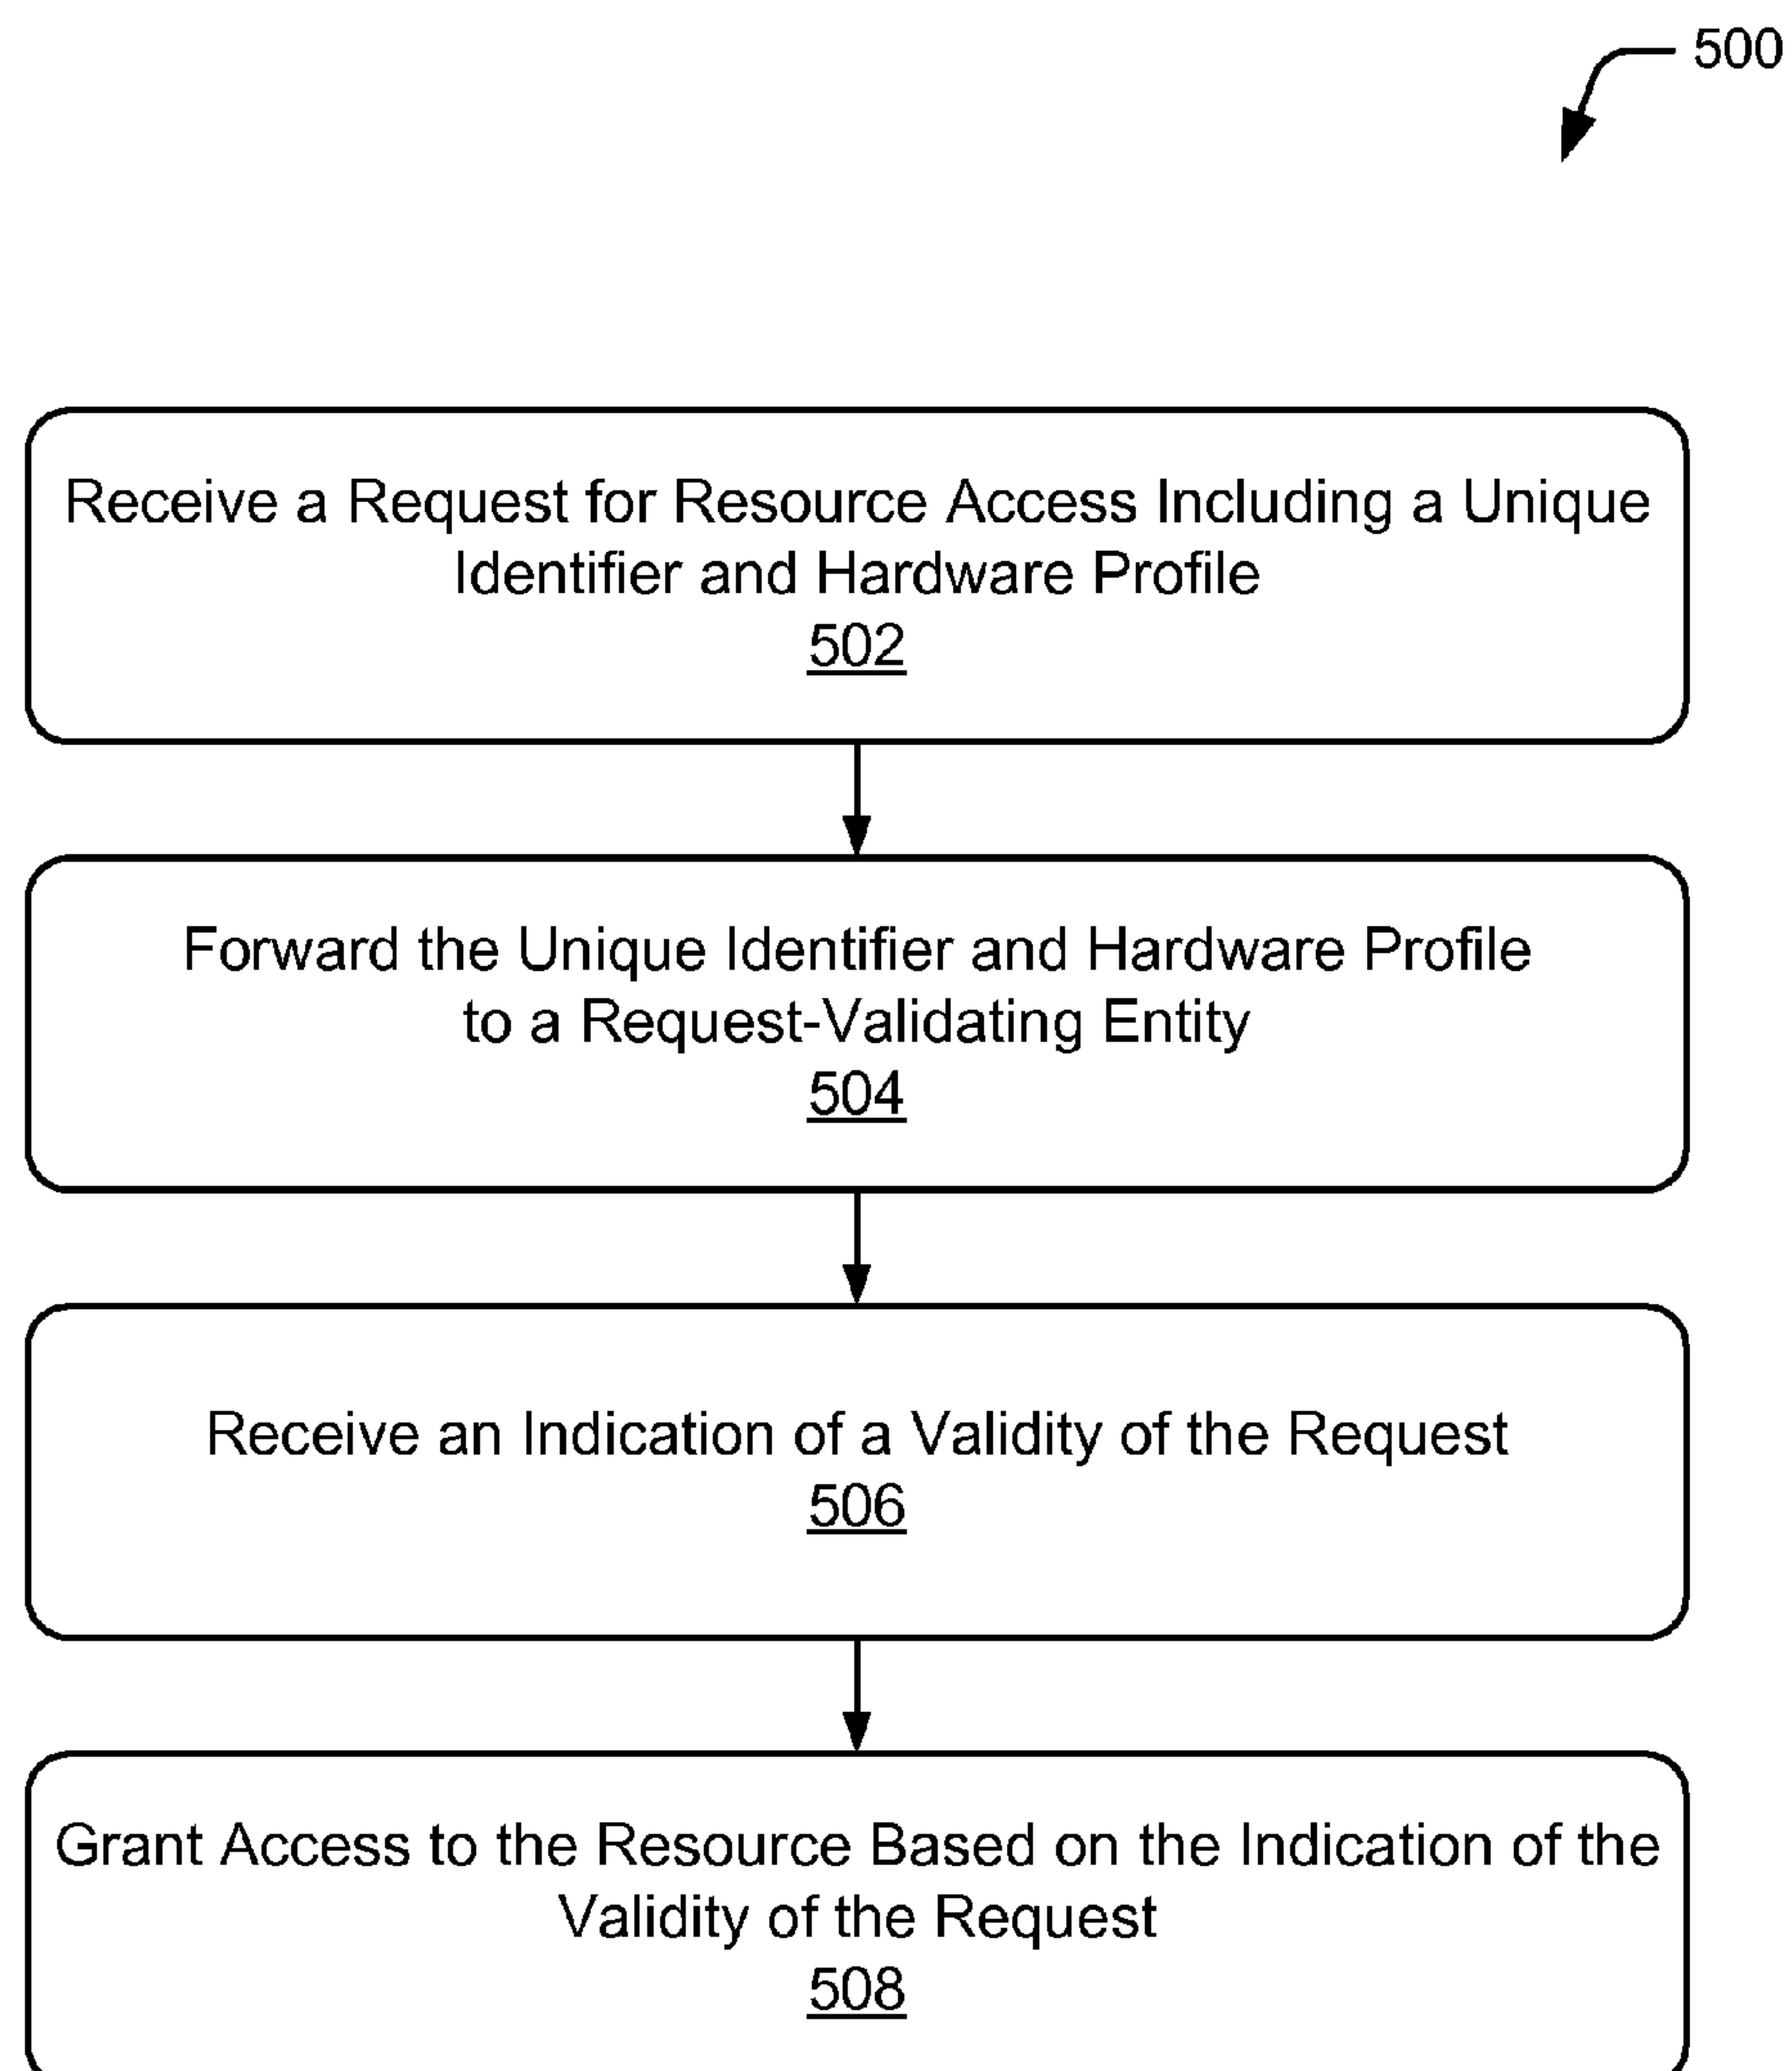 500
Receive a Request for Resource Access Including a Unique
Identifier and Hardware Profile
502
Forward the Unique Identifier and Hardware Profile
to a Request-Validating Entity
504
Receive an Indication of a Validity of the Request
506
Grant Access to the Resource Based on the Indication of the
Validity of the Request
508